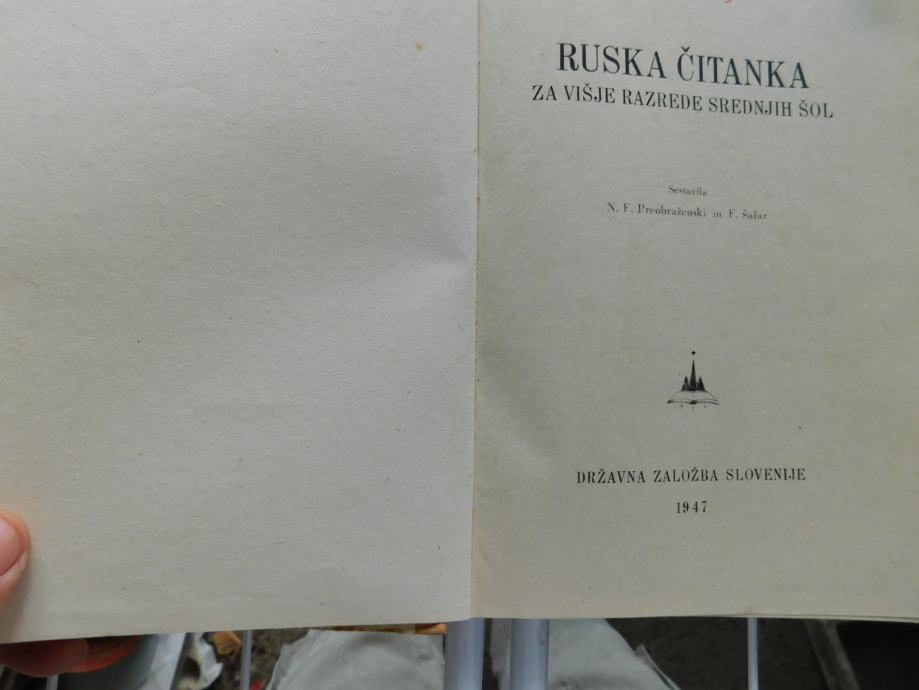 RUSKA ČITANKA
ZA VIŠJE RAZREDE SREDNJIH ŠOL
Sestavila
N. F. Preobraženski in F. Šafar
DRŽAVNA ZALOŽBA SLOVENIJE
1947